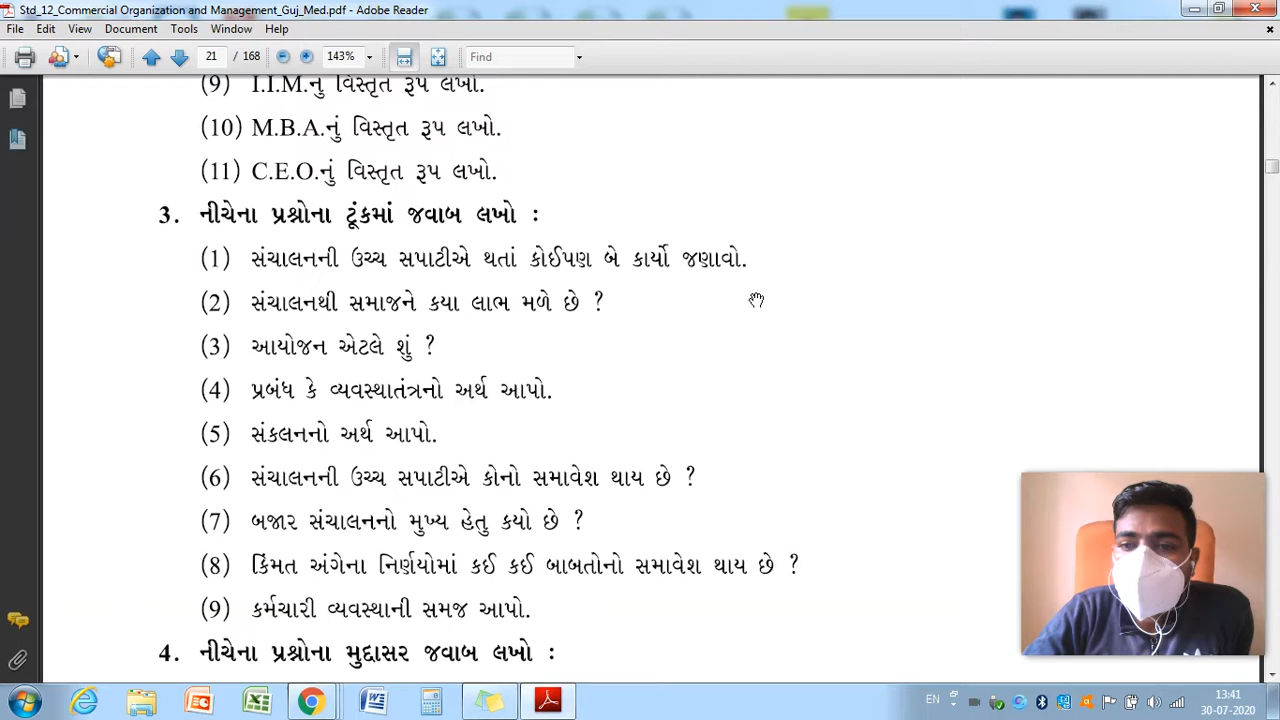 Std_12_Commercial Organization and Management_Guj_Med.pdf - Adobe Reader
File Edit View Document Tools Window Help
21 / 168 143% Find
(9) I.I.M.નું વિસ્તૃત રૂપ લખો.
(10) M.B.A.નું વિસ્તૃત રૂપ લખો.
(11) C.E.O.નું વિસ્તૃત રૂપ લખો.
3. નીચેના પ્રશ્નોના ટૂંકમાં જવાબ લખો :
(1) સંચાલનની ઉચ્ચ સપાટીએ થતાં કોઈપણ બે કાર્યો જણાવો.
(2) સંચાલનથી સમાજને કયા લાભ મળે છે ?
(3) આયોજન એટલે શું ?
(4) પ્રબંધ કે વ્યવસ્થાતંત્રનો અર્થ આપો.
(5) સંકલનનો અર્થ આપો.
(6) સંચાલનની ઉચ્ચ સપાટીએ કોનો સમાવેશ થાય છે ?
(7) બજાર સંચાલનનો મુખ્ય હેતુ કયો છે ?
(8) કિંમત અંગેના નિર્ણયોમાં કઈ કઈ બાબતોનો સમાવેશ થાય છે ?
(9) કર્મચારી વ્યવસ્થાની સમજ આપો.
4. નીચેના પ્રશ્નોના મુદ્દાસર જવાબ લખો :
EN 13:41
30-07-2020